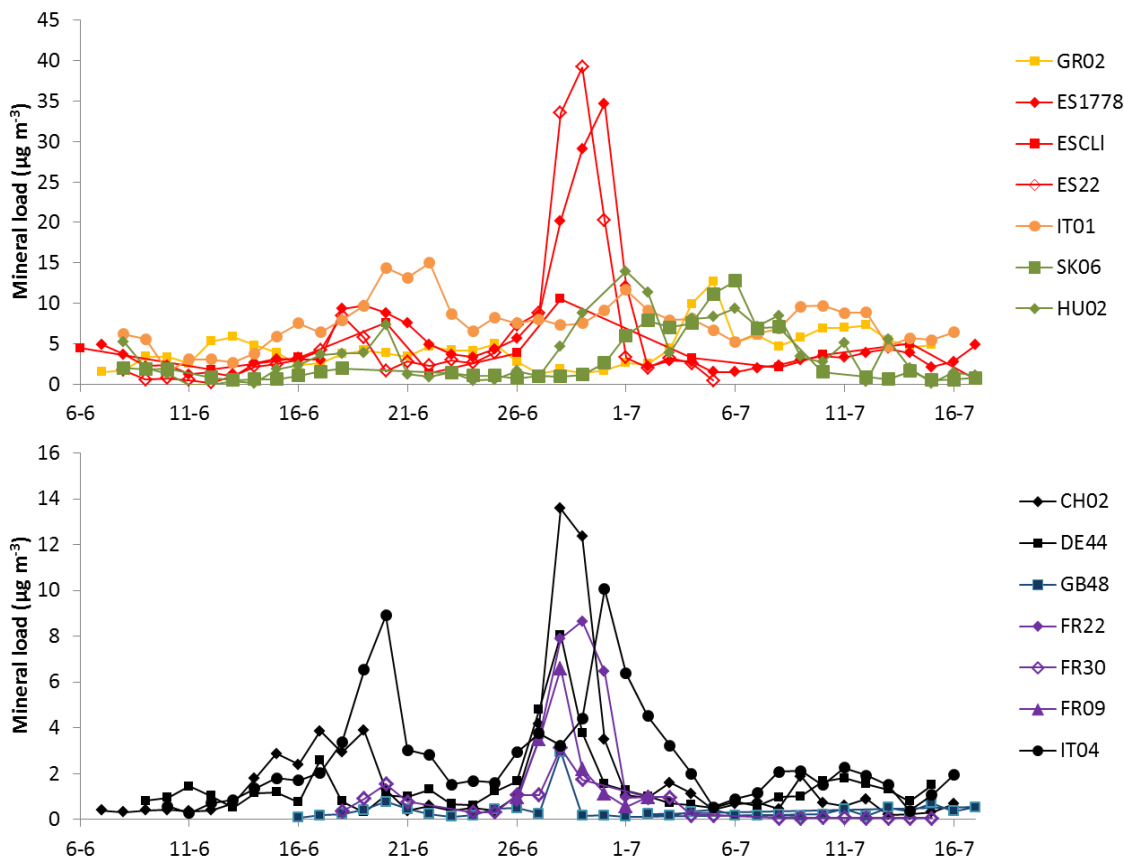 Mineral load (µg m-3)
45
40
35
30
25
20
15
10
5
0
6-6
11-6
16-6
21-6
26-6
1-7
6-7
11-7
16-7
GR02
ES1778
ESCLl
ES22
IT01
SK06
HU02
Mineral load (µg m-3)
16
14
12
10
8
6
4
2
0
6-6
11-6
16-6
21-6
26-6
1-7
6-7
11-7
16-7
CH02
DE44
GB48
FR22
FR30
FR09
IT04